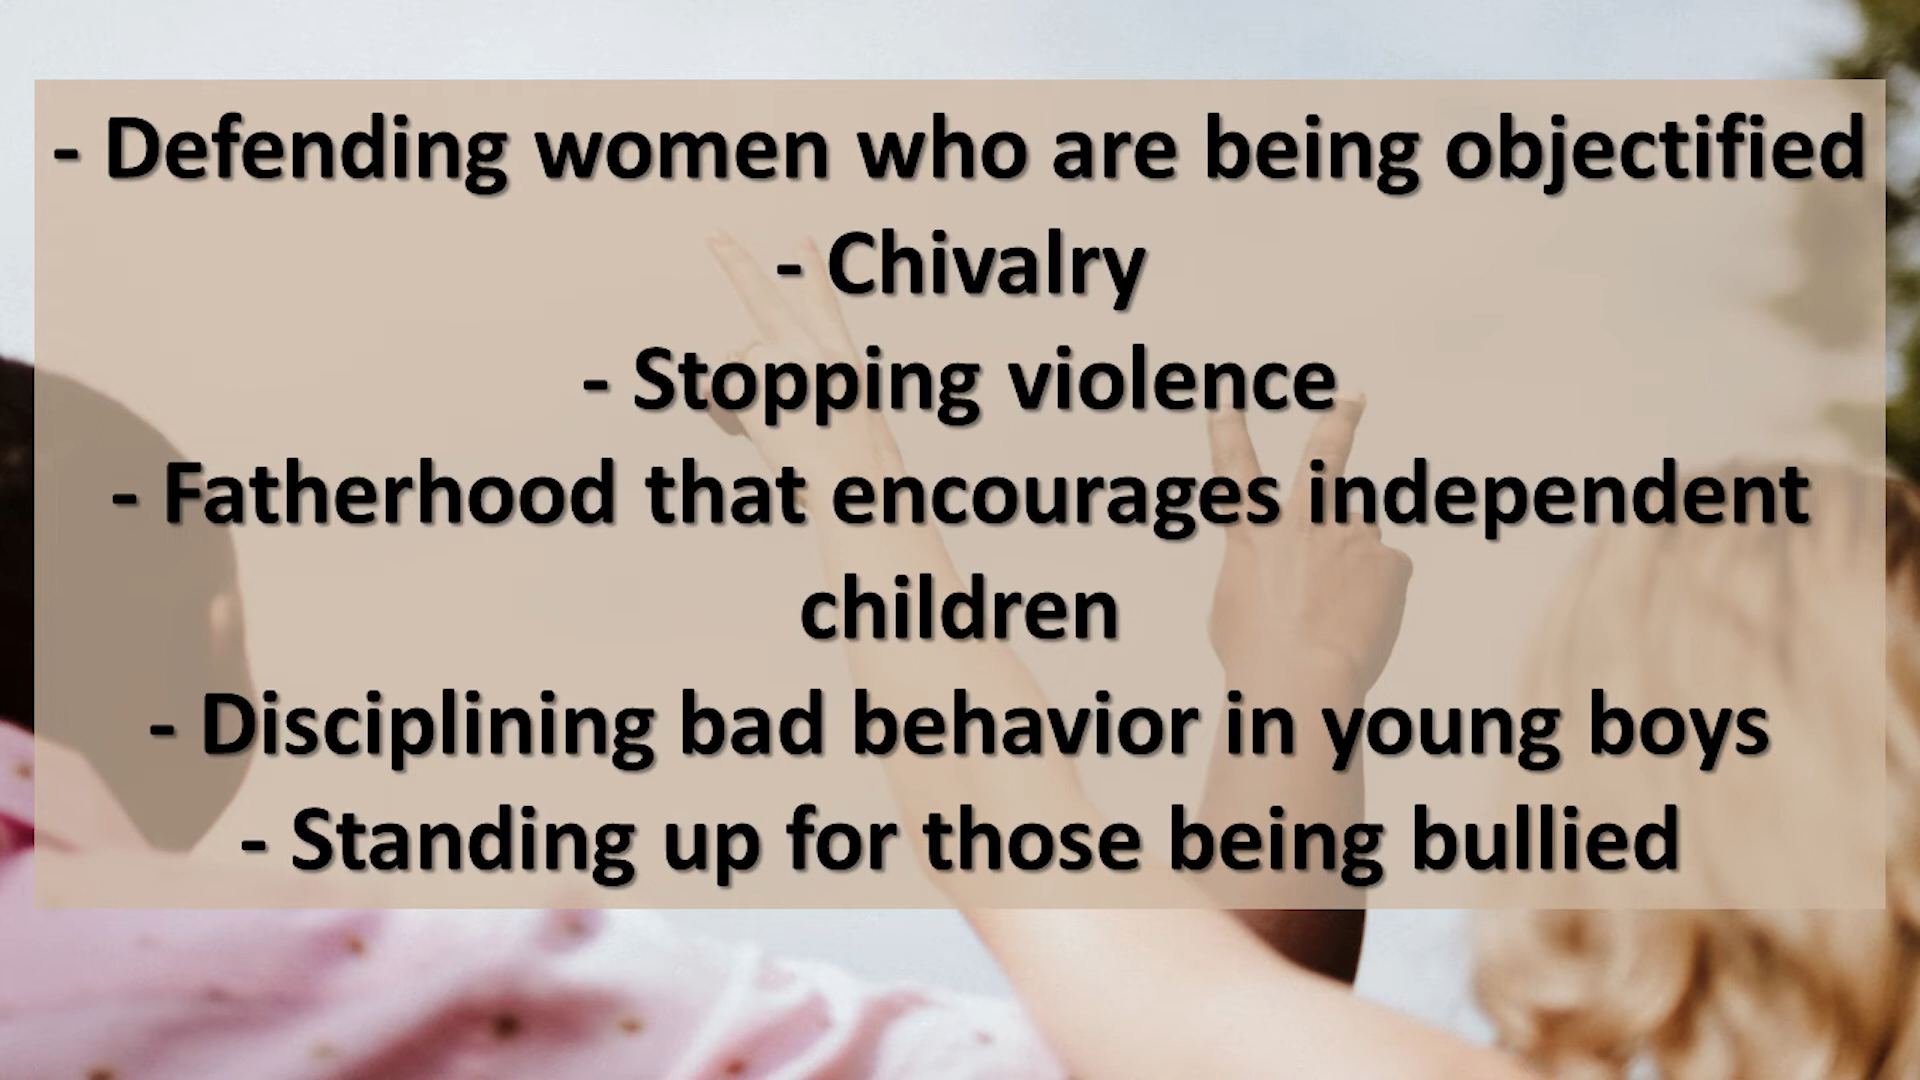 - Defending women who are being objectified
- Chivalry
- Stopping violence
- Fatherhood that encourages independent
children
- Disciplining bad behavior in young boys
- Standing up for those being bullied